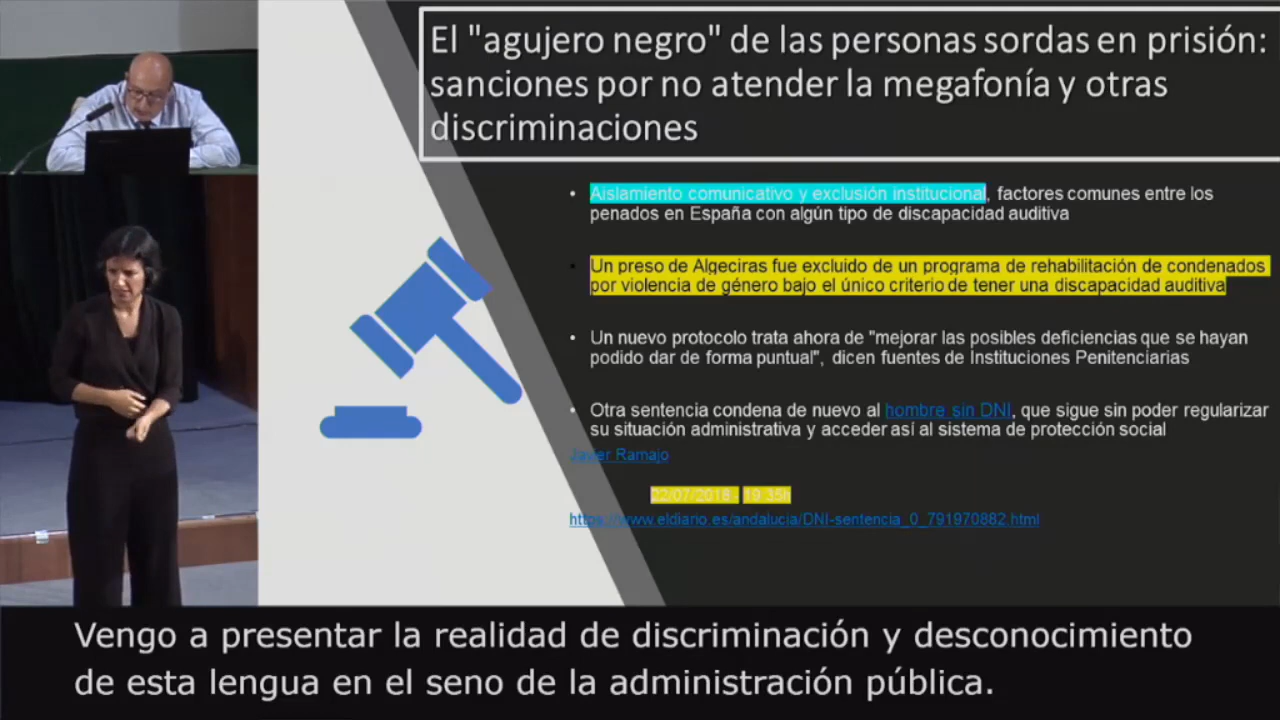 El "agujero negro" de las personas sordas en prisión:
sanciones por no atender la megafonía y otras
discriminaciones
• Aislamiento comunicativo y exclusión institucional, factores comunes entre los
penados en España con algún tipo de discapacidad auditiva
• Un preso de Algeciras fue excluido de un programa de rehabilitación de condenados
por violencia de género bajo el único criterio de tener una discapacidad auditiva
• Un nuevo protocolo trata ahora de "mejorar las posibles deficiencias que se hayan
podido dar de forma puntual", dicen fuentes de Instituciones Penitenciarias
• Otra sentencia condena de nuevo al hombre sin DNI, que sigue sin poder regularizar
su situación administrativa y acceder así al sistema de protección social
Javier Ramajo
22/07/2018 - 19:35h
https://www.eldiario.es/andalucia/DNI-sentencia_0_791970882.html
Vengo a presentar la realidad de discriminación y desconocimiento
de esta lengua en el seno de la administración pública.